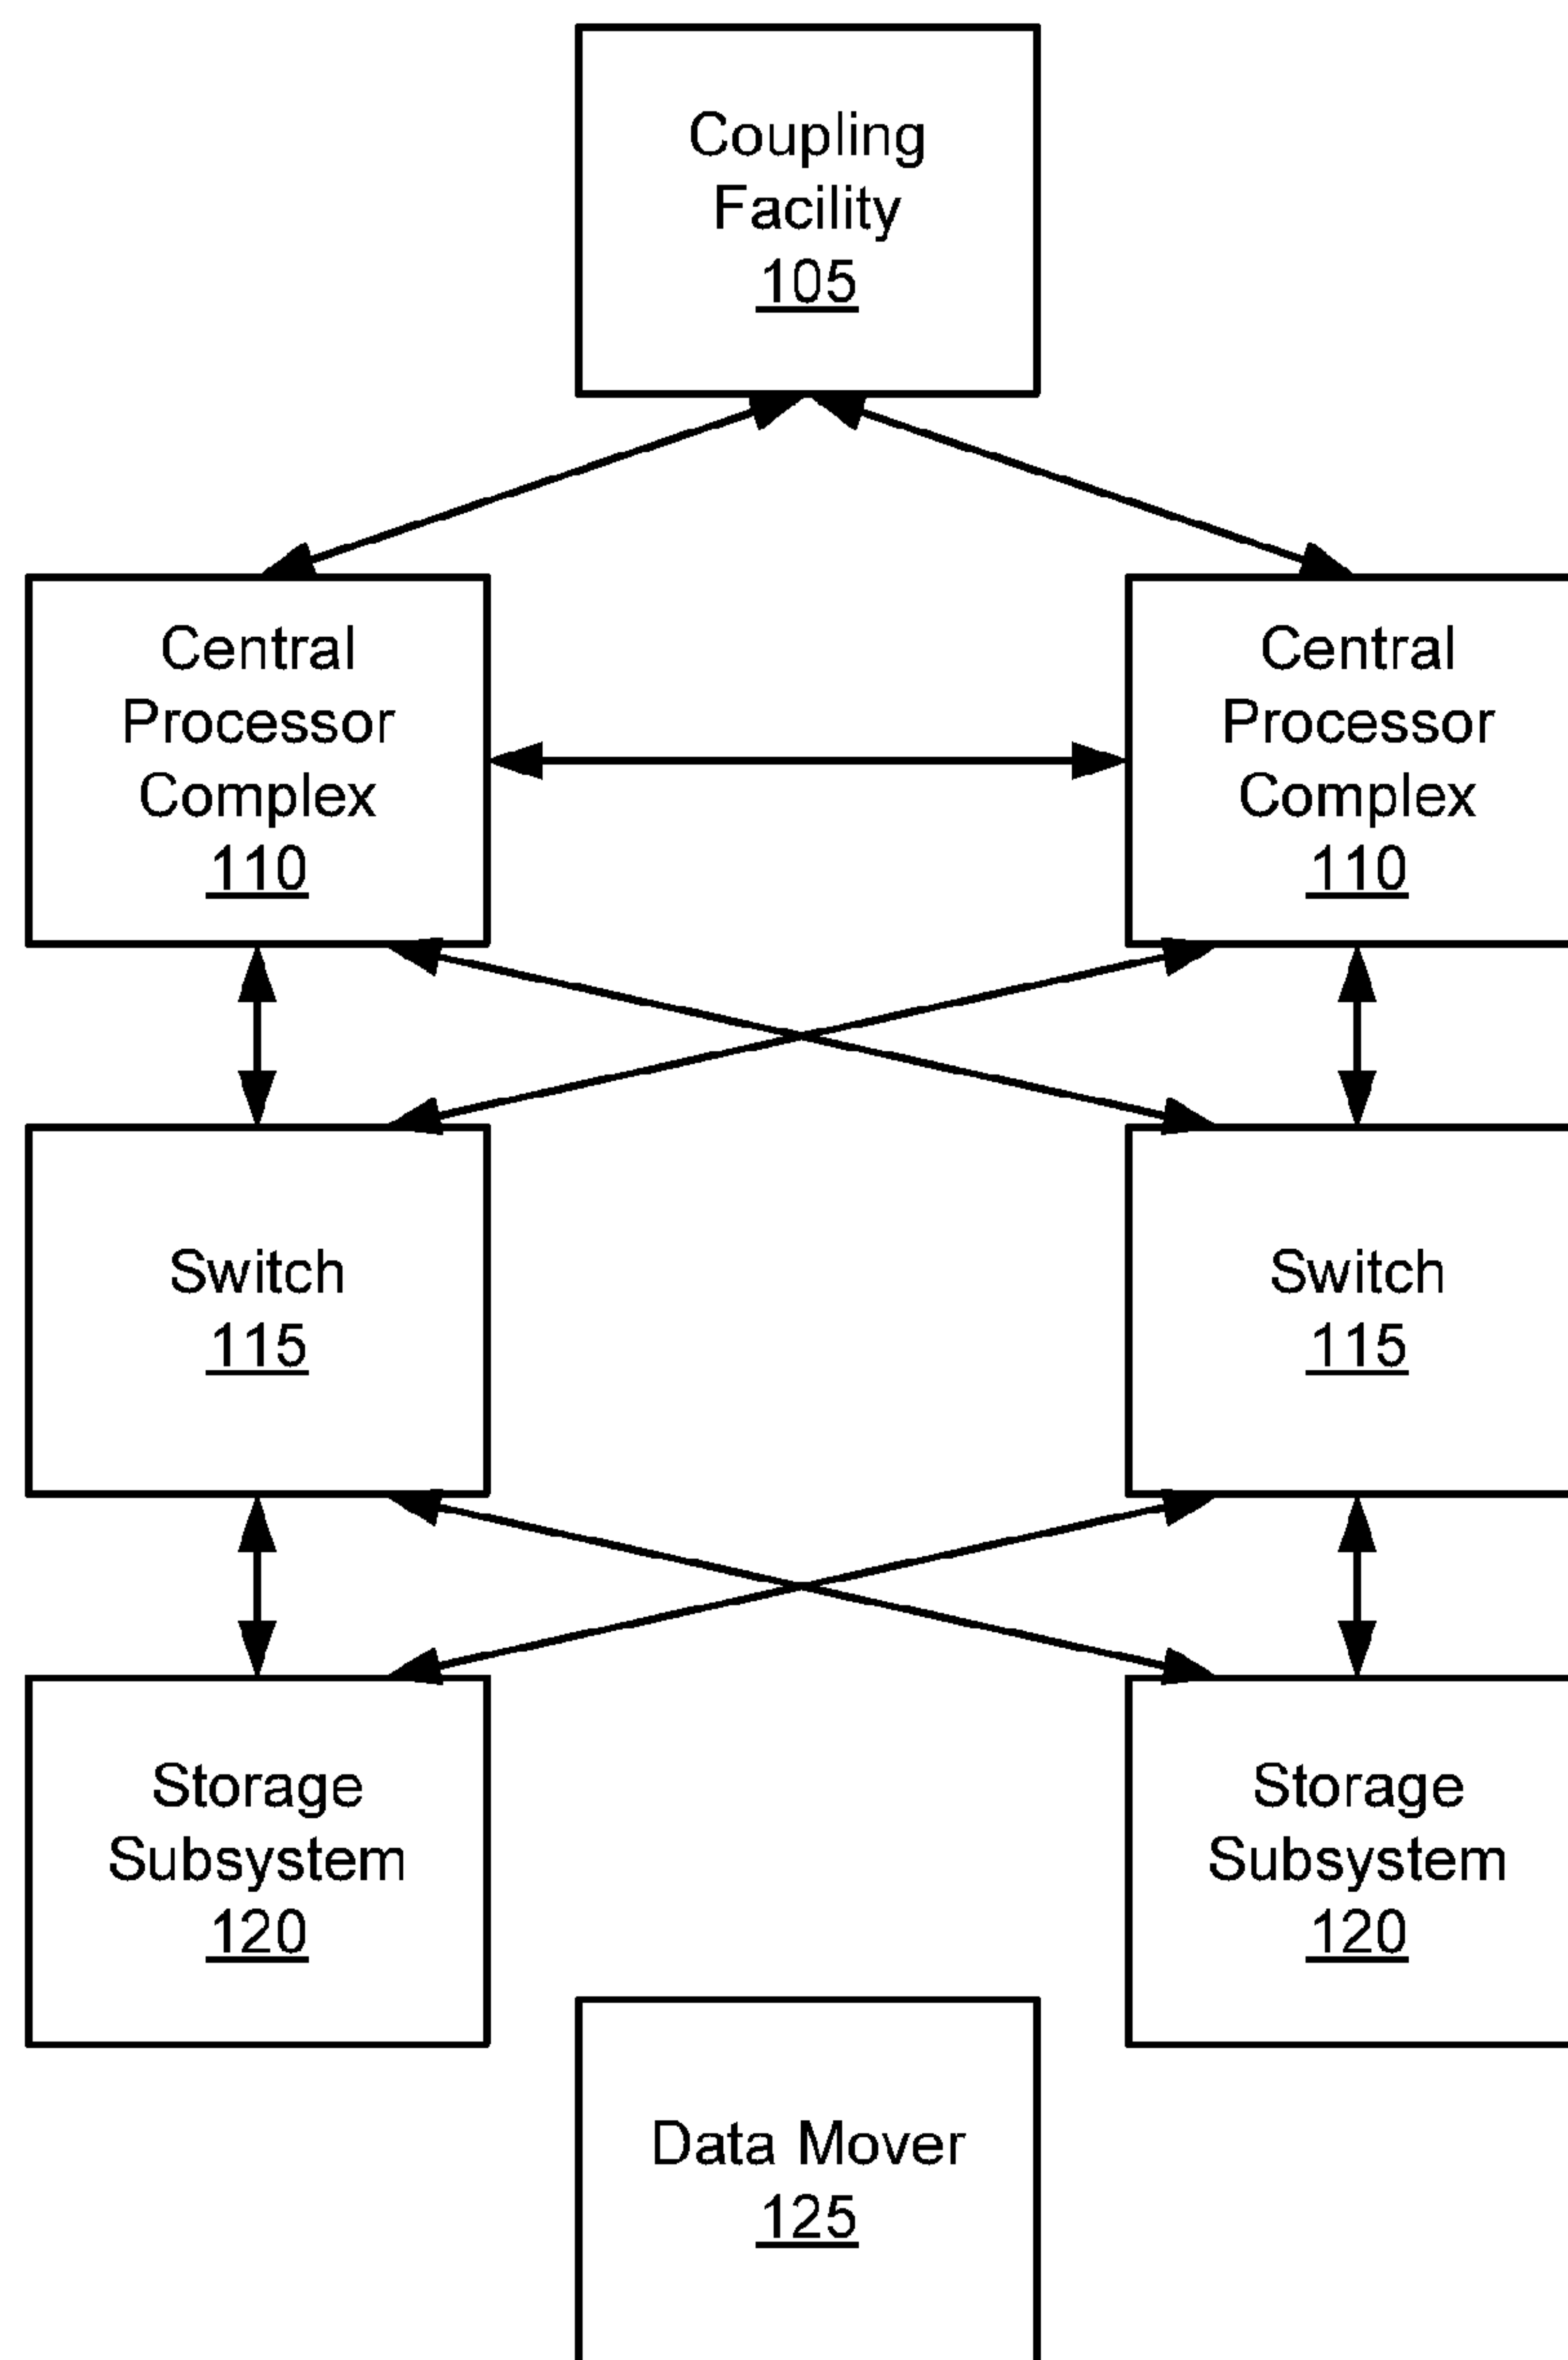 Coupling
Facility
105
Central
Processor
Complex
110
Central
Processor
Complex
110
Switch
115
Switch
115
Storage
Subsystem
120
Storage
Subsystem
120
Data Mover
125